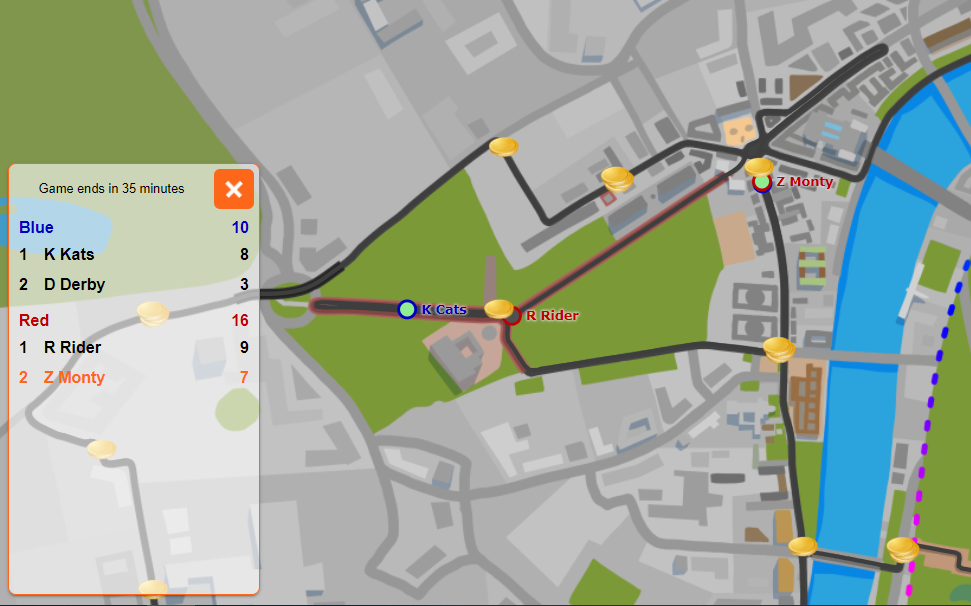 Game ends in 35 minutes
Blue 10
1 K Kats 8
2 D Derby 3
Red 16
1 R Rider 9
2 Z Monty 7
Z Monty
K Cats
R Rider